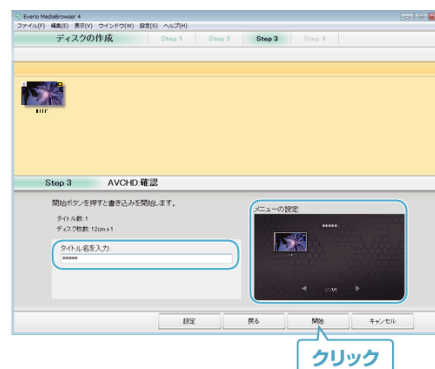 Everio MediaBrowser 4
ファイル(F) 編集(E) 表示(V) ウインドウ(W) 設定(S) ヘルプ(H)
ディスクの作成 Step 1 Step 2 Step 3 Step 4
Step 3 AVCHD:確認
開始ボタンを押すと書き込みを開始します。
タイトル数: 1
ディスク枚数: 12cm x 1
タイトル名を入力:
*****
メニューの設定:
*****
設定 戻る 開始 キャンセル
クリック